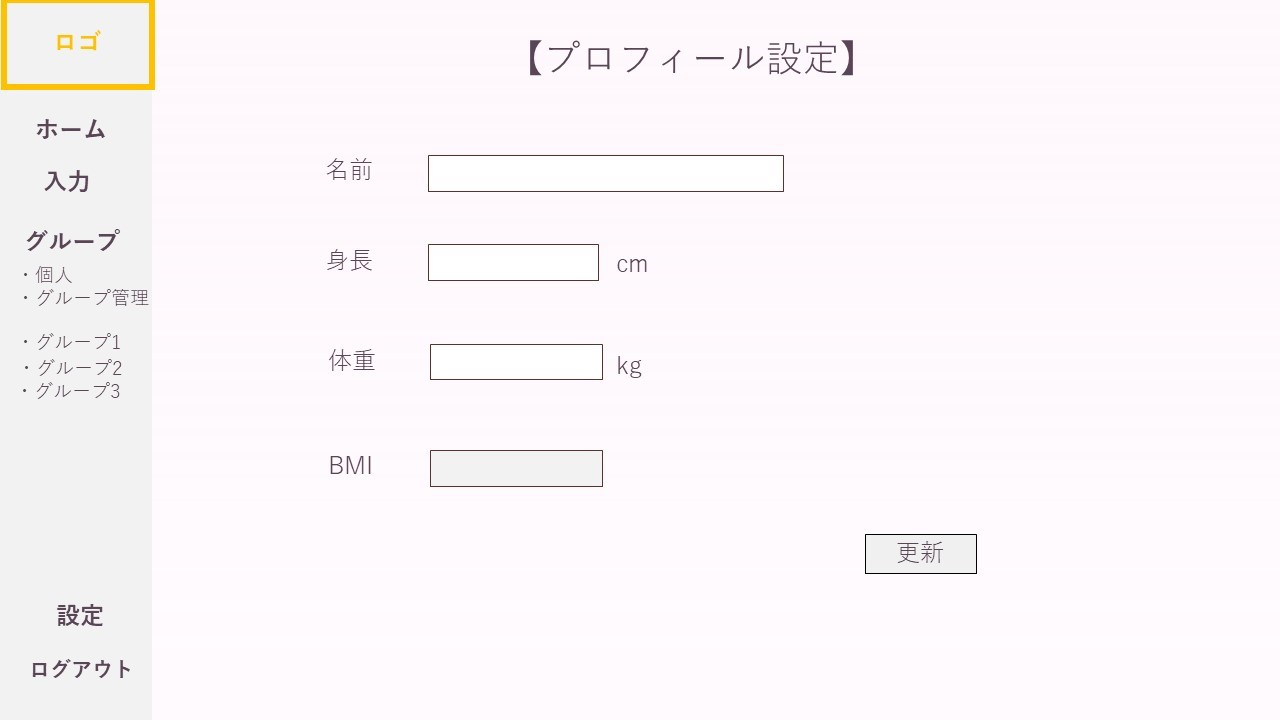 ロゴ
ホーム
入力
グループ
・個人
・グループ管理
・グループ1
・グループ2
・グループ3
設定
ログアウト
【プロフィール設定】
名前
身長 cm
体重 kg
BMI
更新